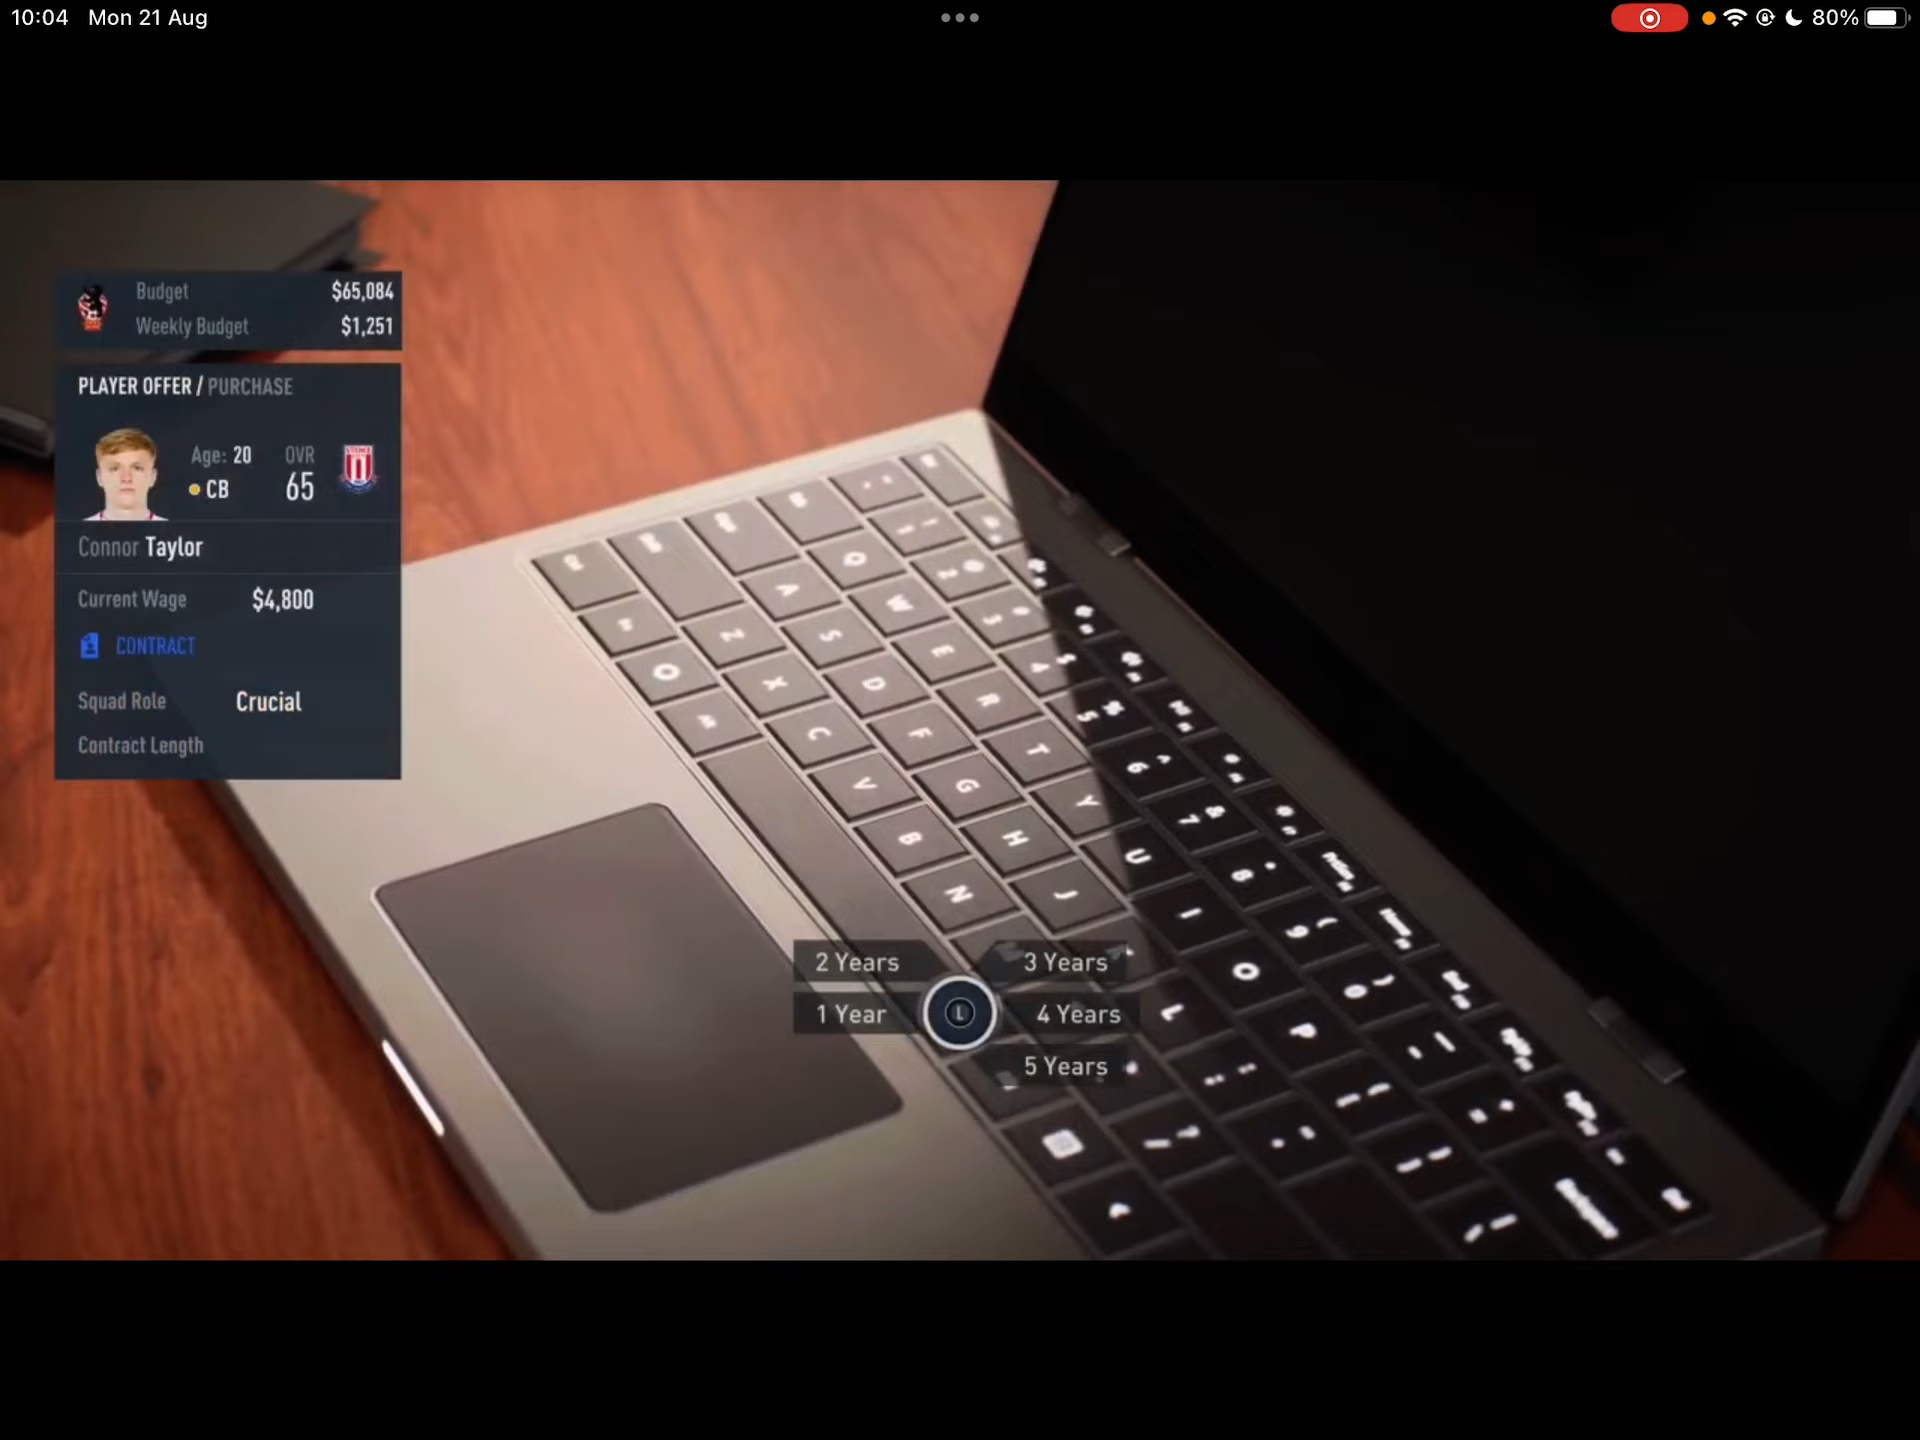 10:04 Mon 21 Aug
80%
Budget $65,084
Weekly Budget $1,251
PLAYER OFFER / PURCHASE
Age: 20 OVR
CB 65
Connor Taylor
Current Wage $4,800
CONTRACT
Squad Role Crucial
Contract Length
2 Years 3 Years
1 Year L 4 Years
5 Years
Q
A W
Z S E
X D R
C F T
V G Y
B H U
N J I
O
L P